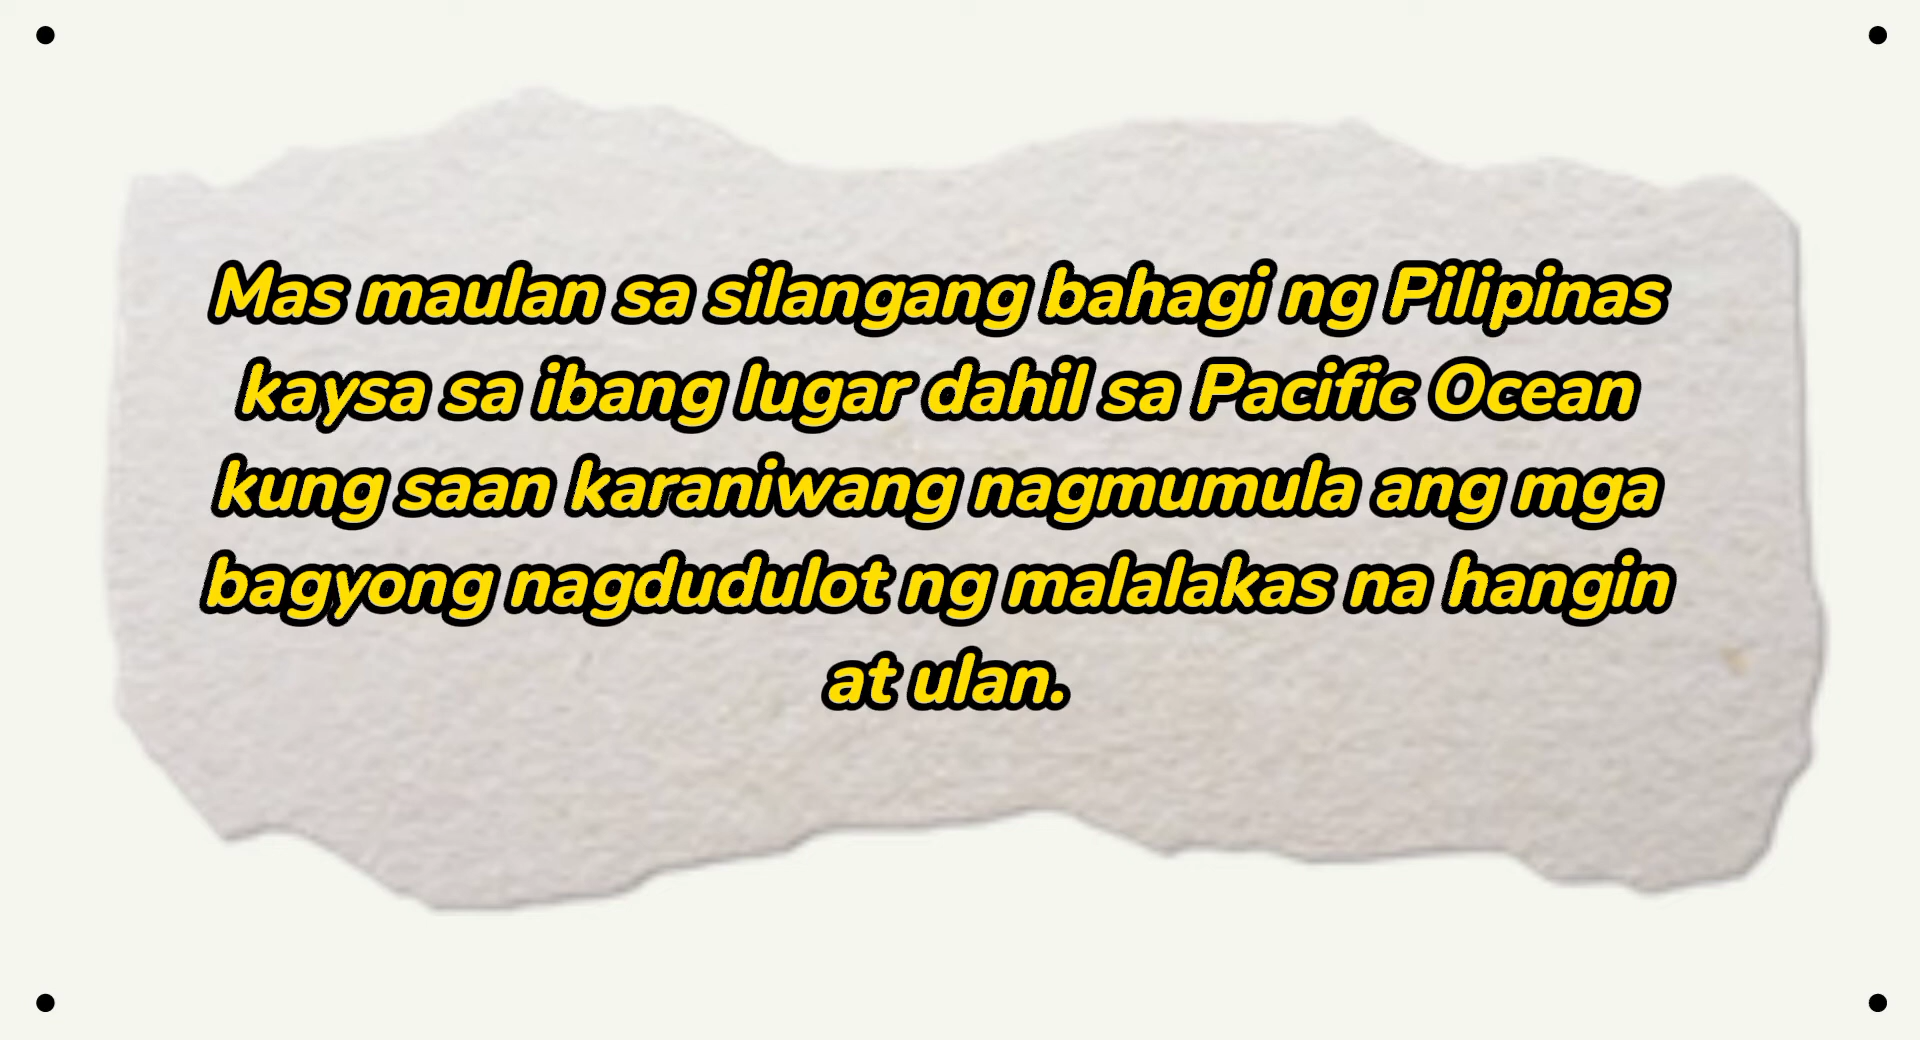 Mas maulan sa silangang bahagi ng Pilipinas
kaysa sa ibang lugar dahil sa Pacific Ocean
kung saan karaniwang nagmumula ang mga
bagyong nagdudulot ng malalakas na hangin
at ulan.